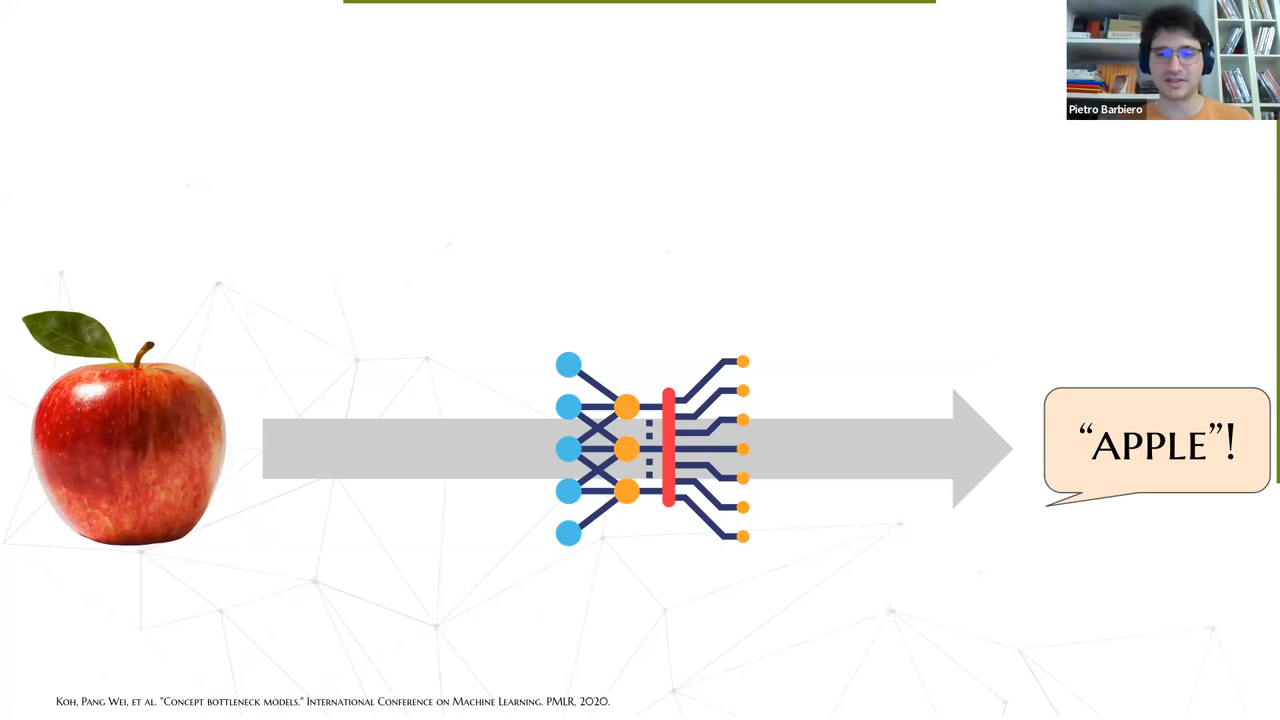 Pietro Barbiero
“APPLE”!
Koh, Pang Wei, et al. "Concept bottleneck models." International Conference on Machine Learning. PMLR, 2020.